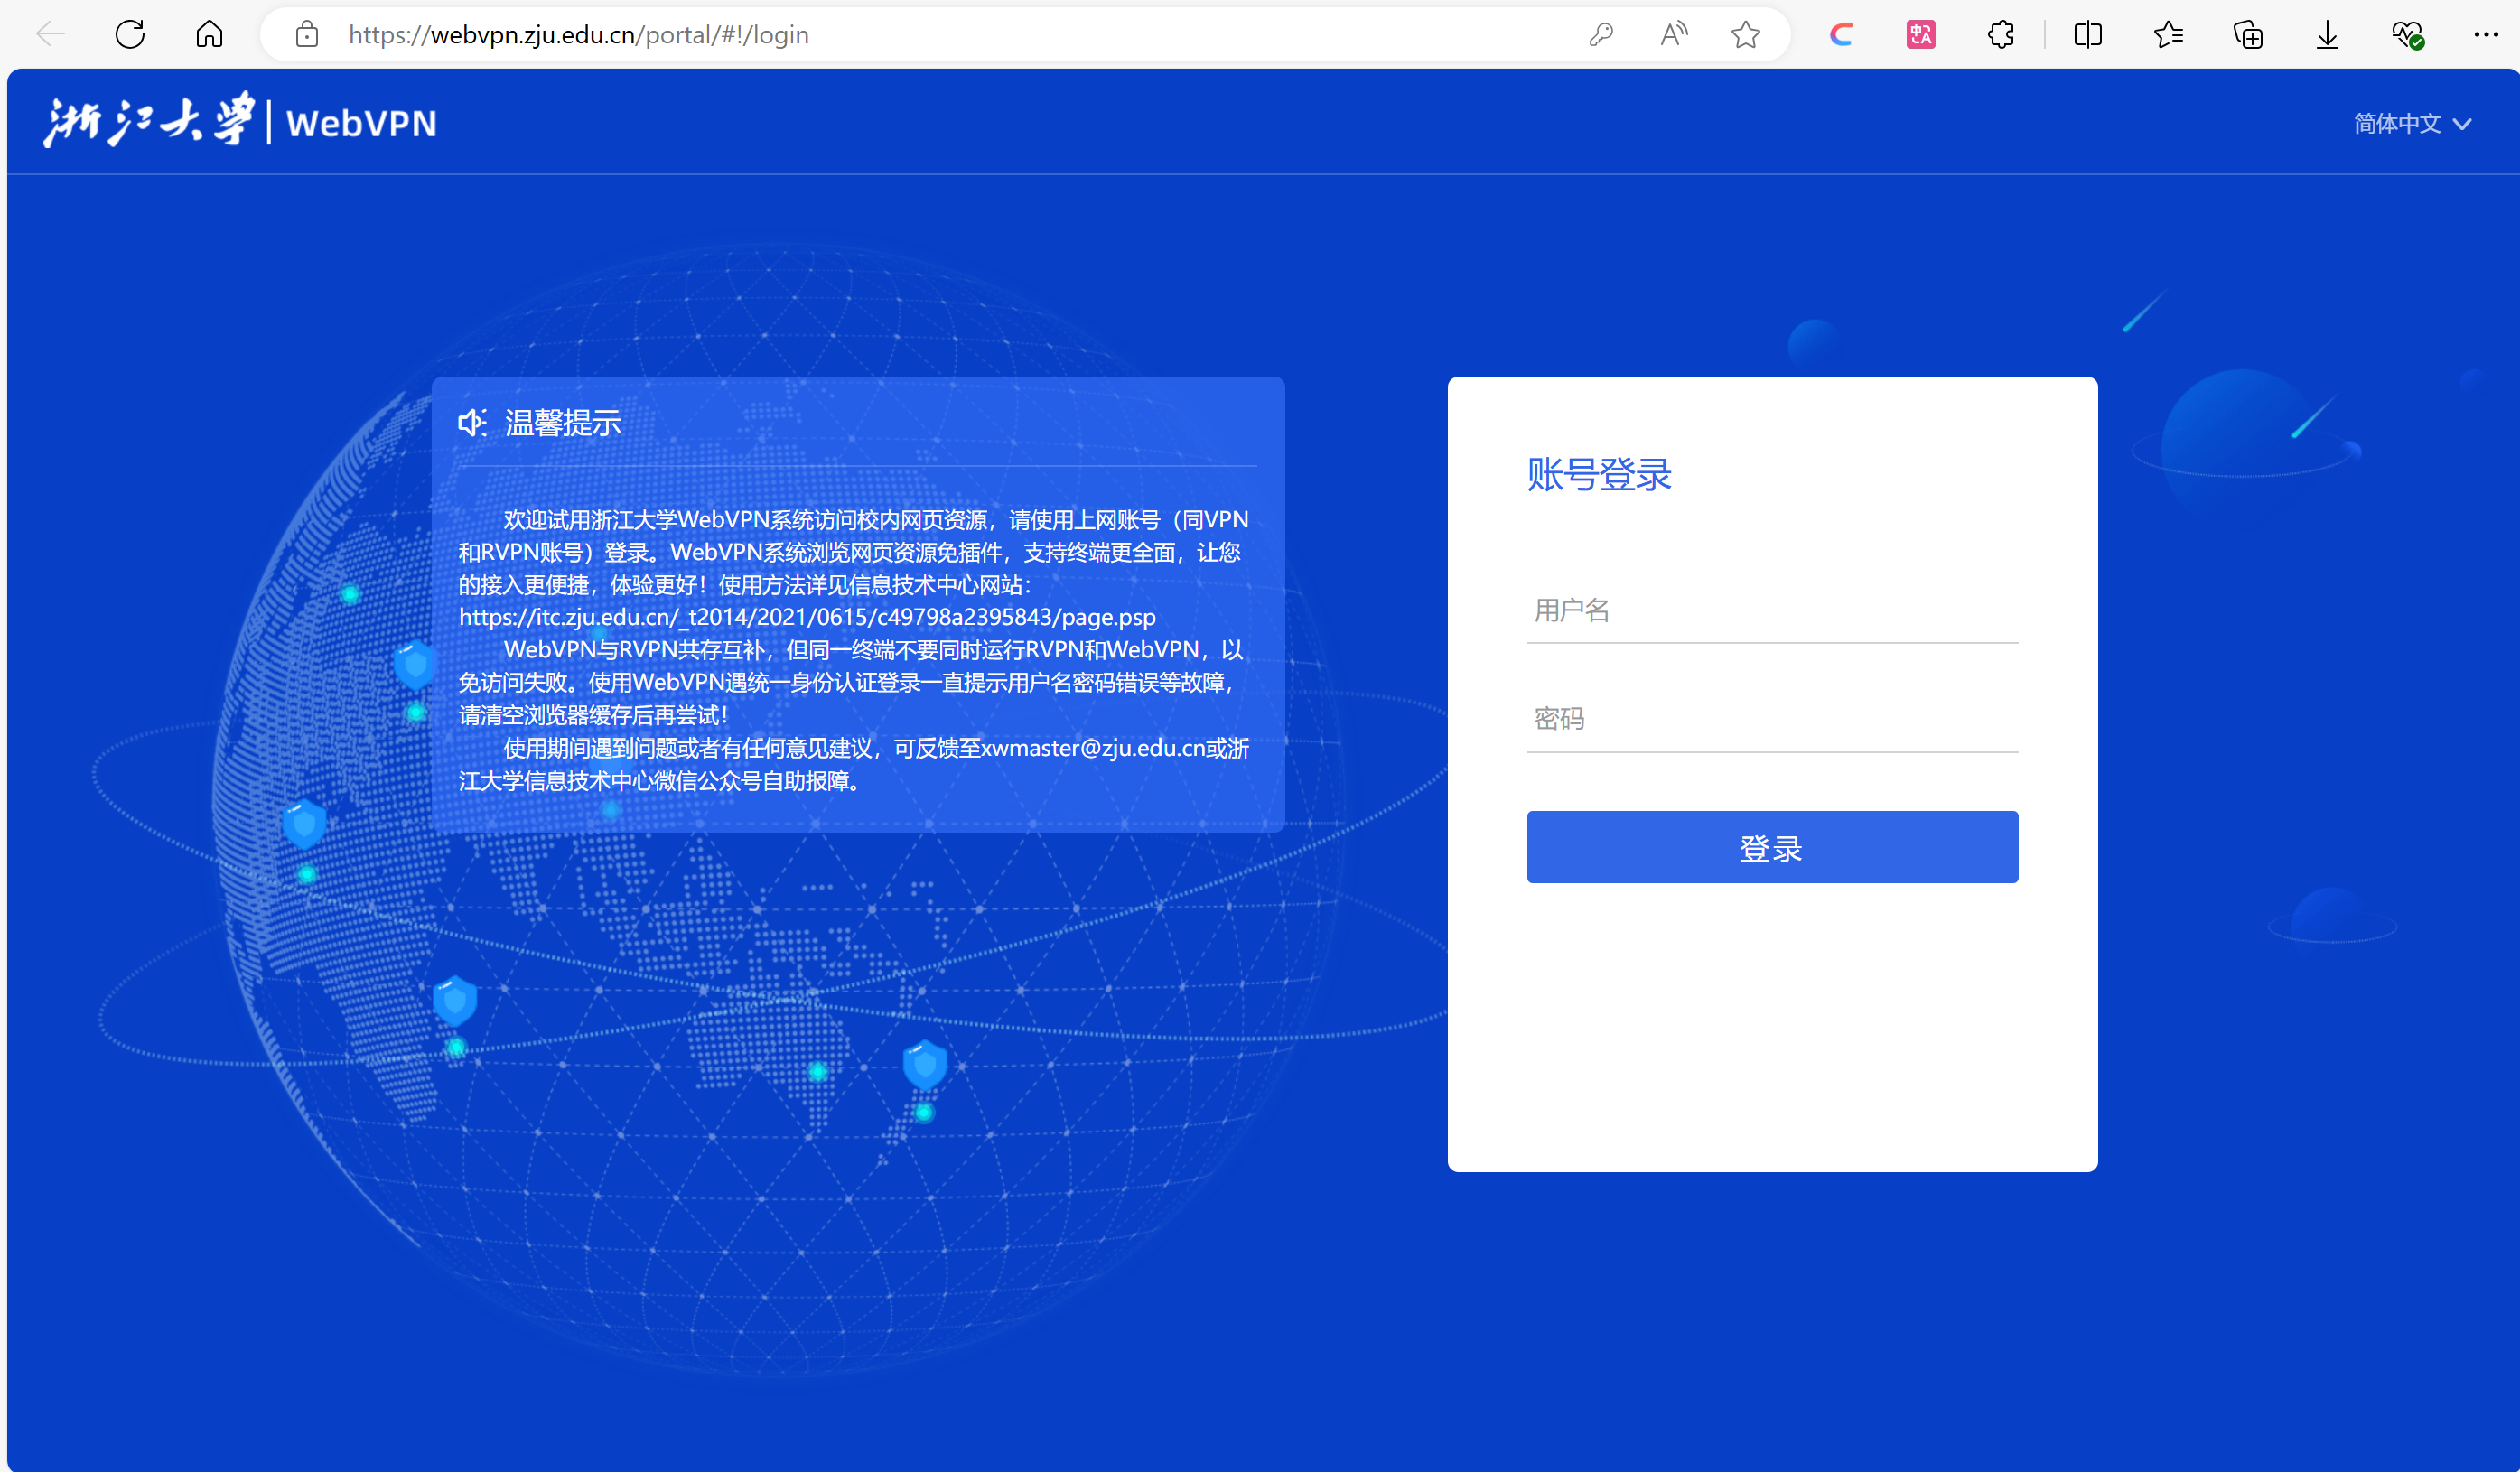 https://webvpn.zju.edu.cn/portal/#!/login
浙江大学 | WebVPN
简体中文
温馨提示
欢迎试用浙江大学WebVPN系统访问校内网页资源，请使用上网账号（同VPN
和RVPN账号）登录。WebVPN系统浏览网页资源免插件，支持终端更全面，让您
的接入更便捷，体验更好！使用方法详见信息技术中心网站：
https://itc.zju.edu.cn/_t2014/2021/0615/c49798a2395843/page.psp
WebVPN与RVPN共存互补，但同一终端不要同时运行RVPN和WebVPN，以
免访问失败。使用WebVPN遇统一身份认证登录一直提示用户名密码错误等故障，
请清空浏览器缓存后再尝试！
使用期间遇到问题或者有任何意见建议，可反馈至xwmaster@zju.edu.cn或浙
江大学信息技术中心微信公众号自助报障。
账号登录
用户名
密码
登录